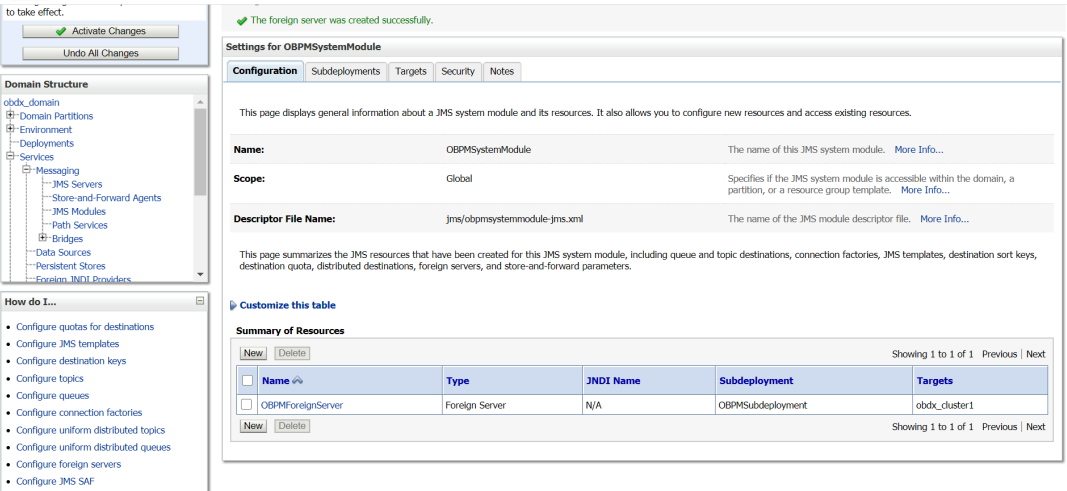 to take effect.
Activate Changes
Undo All Changes
Domain Structure
obdx_domain
Domain Partitions
Environment
Deployments
Services
Messaging
JMS Servers
Store-and-Forward Agents
JMS Modules
Path Services
Bridges
Data Sources
Persistent Stores
Foreign JNDI Providers
How do I...
Configure quotas for destinations
Configure JMS templates
Configure destination keys
Configure topics
Configure queues
Configure connection factories
Configure uniform distributed topics
Configure uniform distributed queues
Configure foreign servers
Configure JMS SAF
The foreign server was created successfully.
Settings for OBPMSystemModule
Configuration Subdeployments Targets Security Notes
This page displays general information about a JMS system module and its resources. It also allows you to configure new resources and access existing resources.
Name: OBPMSystemModule The name of this JMS system module. More Info...
Scope: Global Specifies if the JMS system module is accessible within the domain, a
partition, or a resource group template. More Info...
Descriptor File Name: jms/obpmsystemmodule-jms.xml The name of the JMS module descriptor file. More Info...
This page summarizes the JMS resources that have been created for this JMS system module, including queue and topic destinations, connection factories, JMS templates, destination sort keys,
destination quota, distributed destinations, foreign servers, and store-and-forward parameters.
Customize this table
Summary of Resources
New Delete Showing 1 to 1 of 1 Previous | Next
Name Type JNDI Name Subdeployment Targets
OBPMForeignServer Foreign Server N/A OBPMSubdeployment obdx_cluster1
New Delete Showing 1 to 1 of 1 Previous | Next